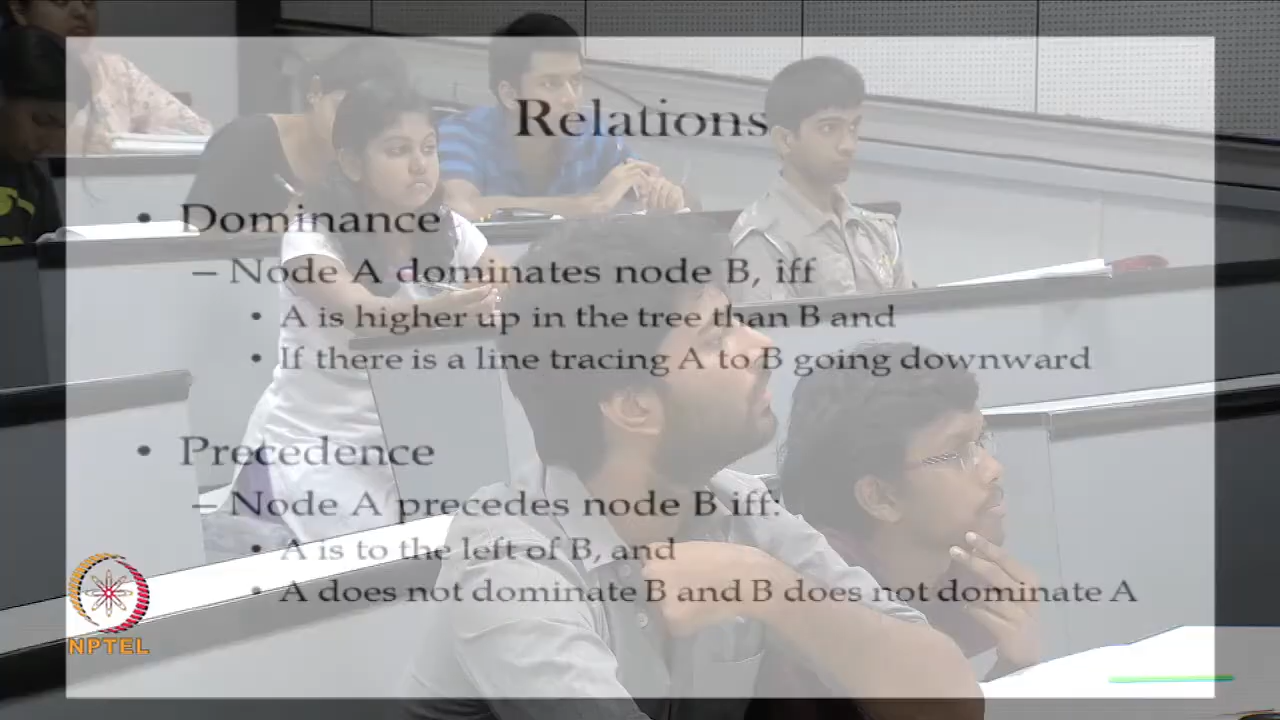 Relations
• Dominance
– Node A dominates node B, iff
• A is higher up in the tree than B and
• If there is a line tracing A to B going downward
• Precedence
– Node A precedes node B iff:
• A is to the left of B, and
• A does not dominate B and B does not dominate A
NPTEL